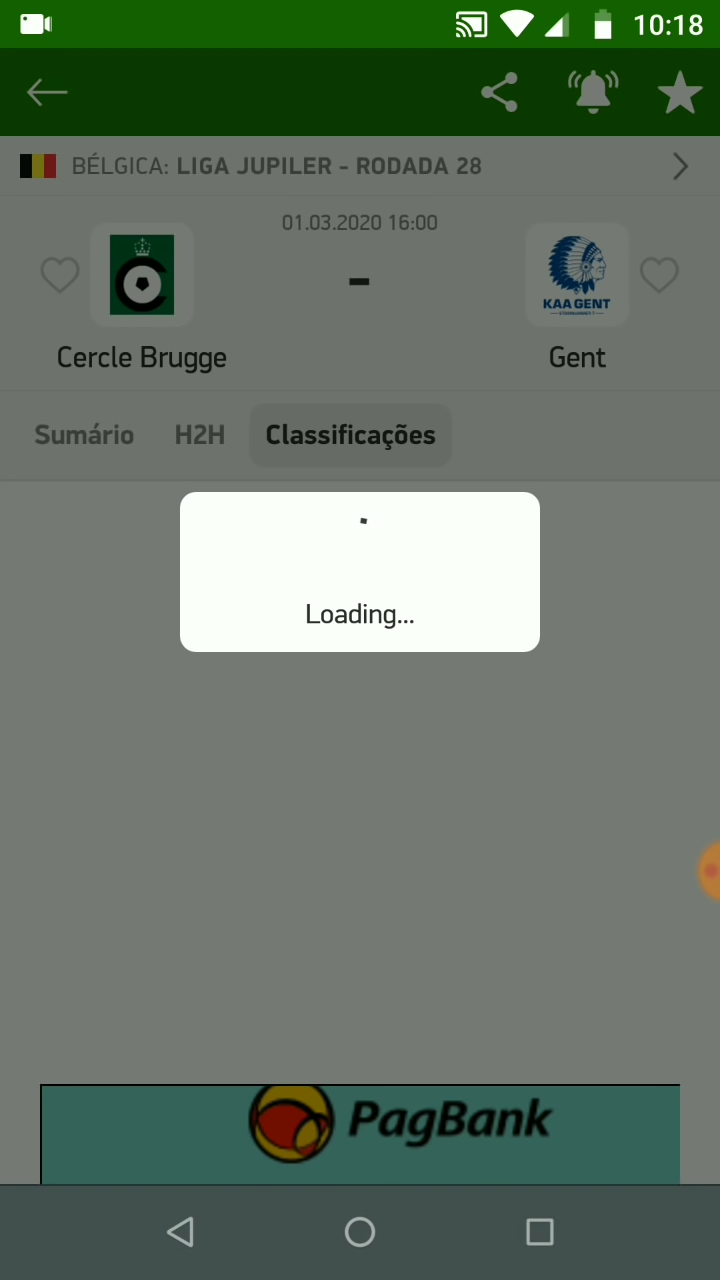 10:18
BÉLGICA: LIGA JUPILER - RODADA 28
01.03.2020 16:00
-
KAA GENT
Cercle Brugge
Gent
Sumário
H2H
Classificações
Loading...
PagBank